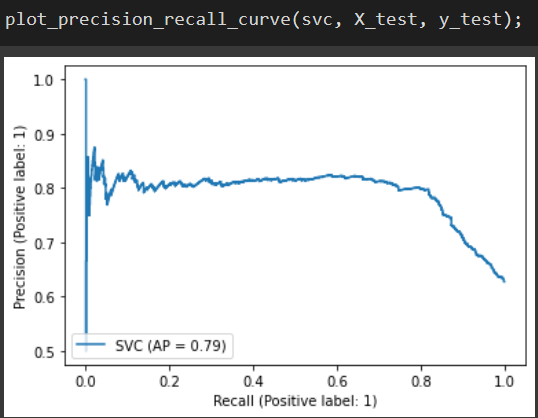 plot_precision_recall_curve(svc, X_test, y_test);
1.0
0.9
0.8
0.7
0.6
0.5
Precision (Positive label: 1)
SVC (AP = 0.79)
0.0 0.2 0.4 0.6 0.8 1.0
Recall (Positive label: 1)